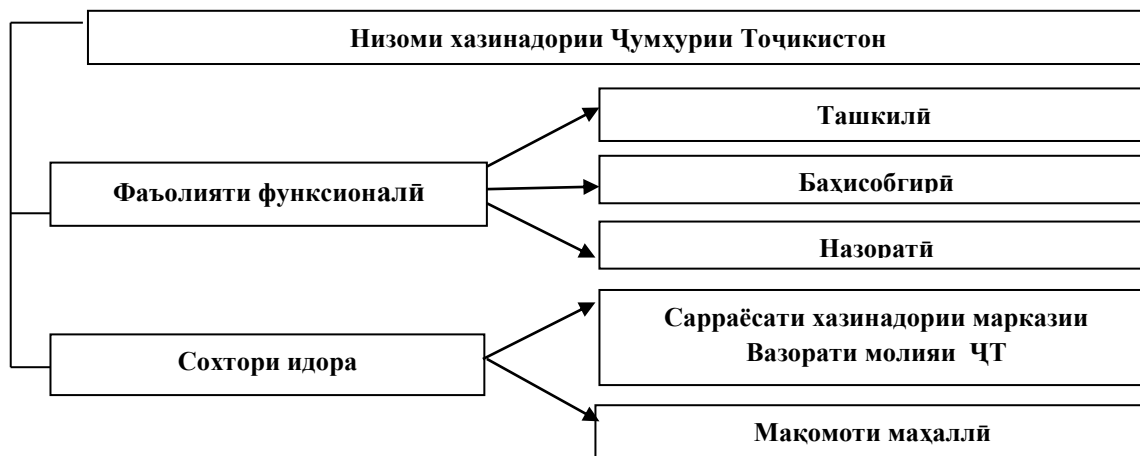 Низоми хазинадории Ҷумҳурии Тоҷикистон
Ташкилӣ
Фаъолияти функсионалӣ
Баҳисобгирӣ
Назоратӣ
Сарраёсати хазинадории марказии
Вазорати молияи ҶТ
Сохтори идора
Мақомоти маҳаллӣ